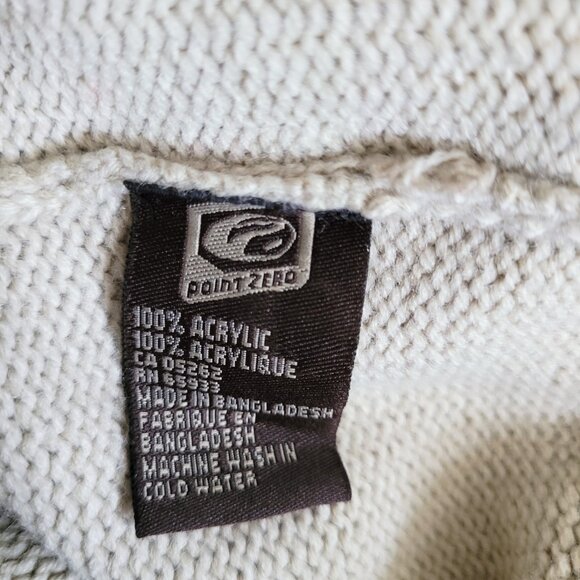 POINT ZERO
100% ACRYLIC
100% ACRYLIQUE
CA 05262
RN 65933
MADE IN BANGLADESH
FABRIQUE EN
BANGLADESH
MACHINE WASH IN
COLD WATER